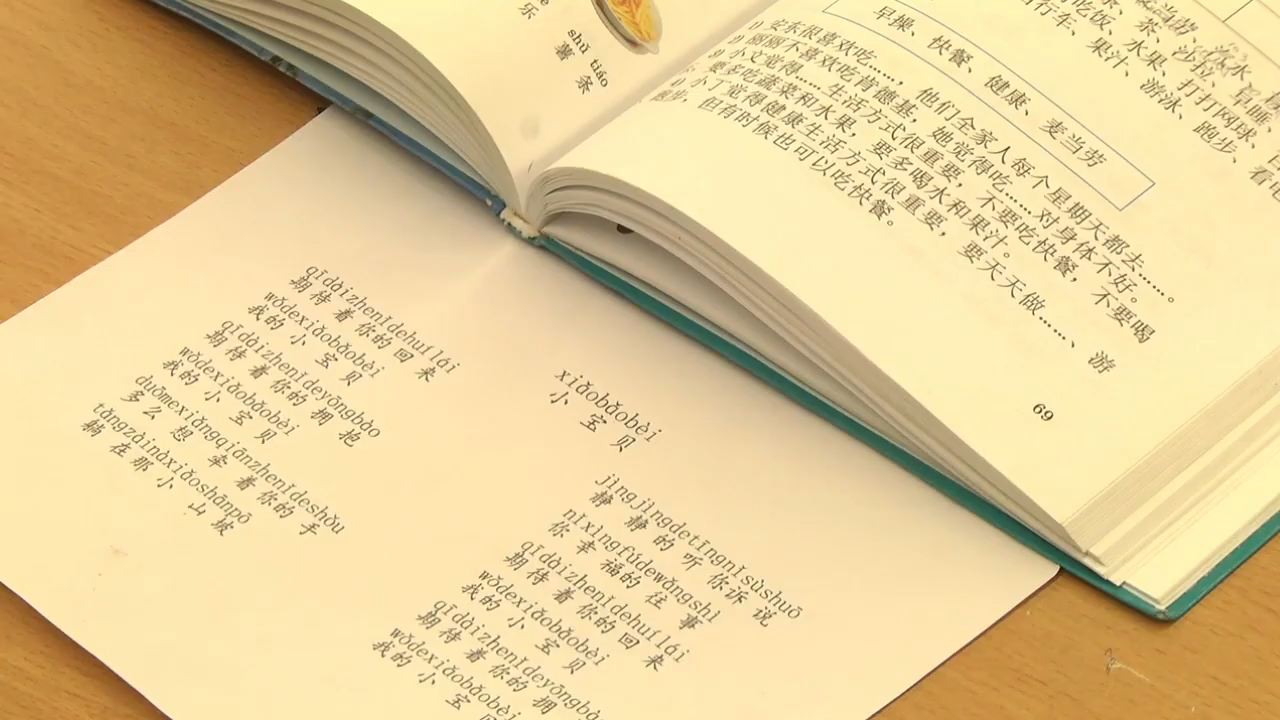 乐
shǔ tiáo
薯 条
早操、快餐、健康、麦当劳
安东很喜欢吃……，他们全家人每个星期天都去……。
丽丽不喜欢吃肯德基，她觉得吃……对身体不好。
小文觉得……生活方式很重要，不要吃快餐，不要喝
要多吃蔬菜和水果，要多喝水和果汁。
小丁觉得健康生活方式很重要，要天天做……、游
但有时候也可以吃快餐。
69
qīdàizhenǐdehuílái
期待着你的回来
wǒdexiǎobǎobèi
我的小宝贝
qīdàizhenǐdeyōngbào
期待着你的拥抱
wǒdexiǎobǎobèi
我的小宝贝
duōmexiǎngqiānzhenǐdeshǒu
多么想牵着你的手
tǎngzàinàxiǎoshānpō
躺在那小山坡
xiǎobǎobèi
小宝贝
jìngjìngdetīngnǐsùshuō
静静的听你诉说
nǐxìngfúdewǎngshì
你幸福的往事
qīdàizhenǐdehuílái
期待着你的回来
wǒdexiǎobǎobèi
我的小宝贝
qīdàizhenǐdeyōngbà
期待着你的拥
wǒdexiǎobǎobèi
我的小宝